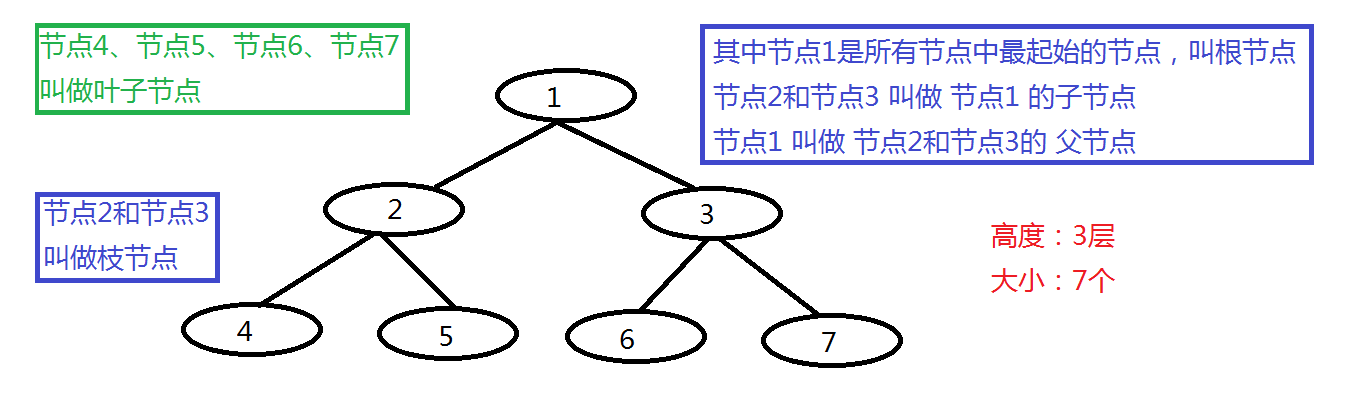 节点4、节点5、节点6、节点7
叫做叶子节点
其中节点1是所有节点中最起始的节点，叫根节点
节点2和节点3 叫做 节点1 的子节点
节点1 叫做 节点2和节点3的 父节点
1
节点2和节点3
叫做枝节点
2
3
高度：3层
大小：7个
4
5
6
7